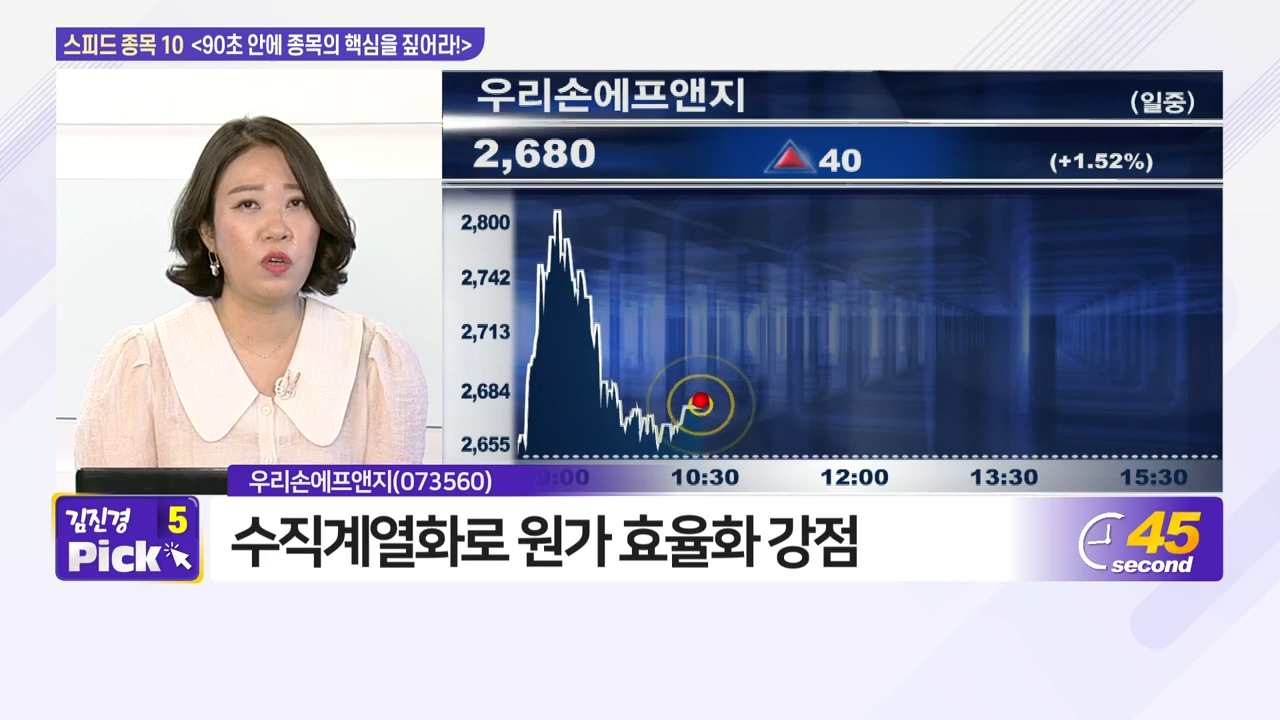 스피드 종목 10 <90초 안에 종목의 핵심을 짚어라!>
우리손에프앤지 (일중)
2,680 ▲ 40 (+1.52%)
2,800
2,742
2,713
2,684
2,655
9:00 10:30 12:00 13:30 15:30
우리손에프앤지(073560)
김진경 5
Pick
수직계열화로 원가 효율화 강점
45
second